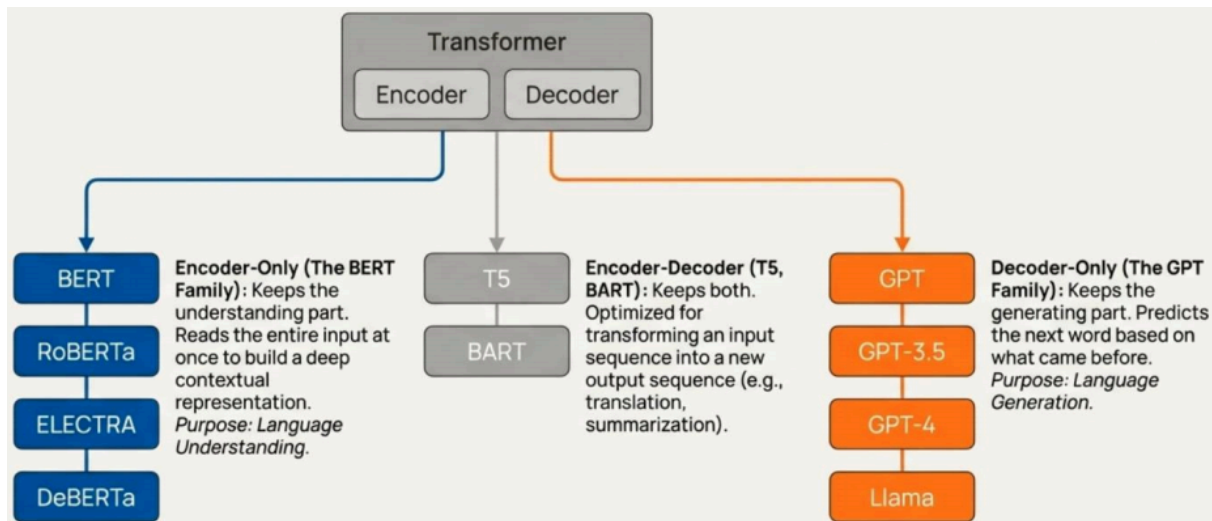 Transformer
Encoder
Decoder
BERT
RoBERTa
ELECTRA
DeBERTa
Encoder-Only (The BERT
Family): Keeps the
understanding part.
Reads the entire input at
once to build a deep
contextual
representation.
Purpose: Language
Understanding.
T5
BART
Encoder-Decoder (T5,
BART): Keeps both.
Optimized for
transforming an input
sequence into a new
output sequence (e.g.,
translation,
summarization).
GPT
GPT-3.5
GPT-4
Llama
Decoder-Only (The GPT
Family): Keeps the
generating part. Predicts
the next word based on
what came before.
Purpose: Language
Generation.